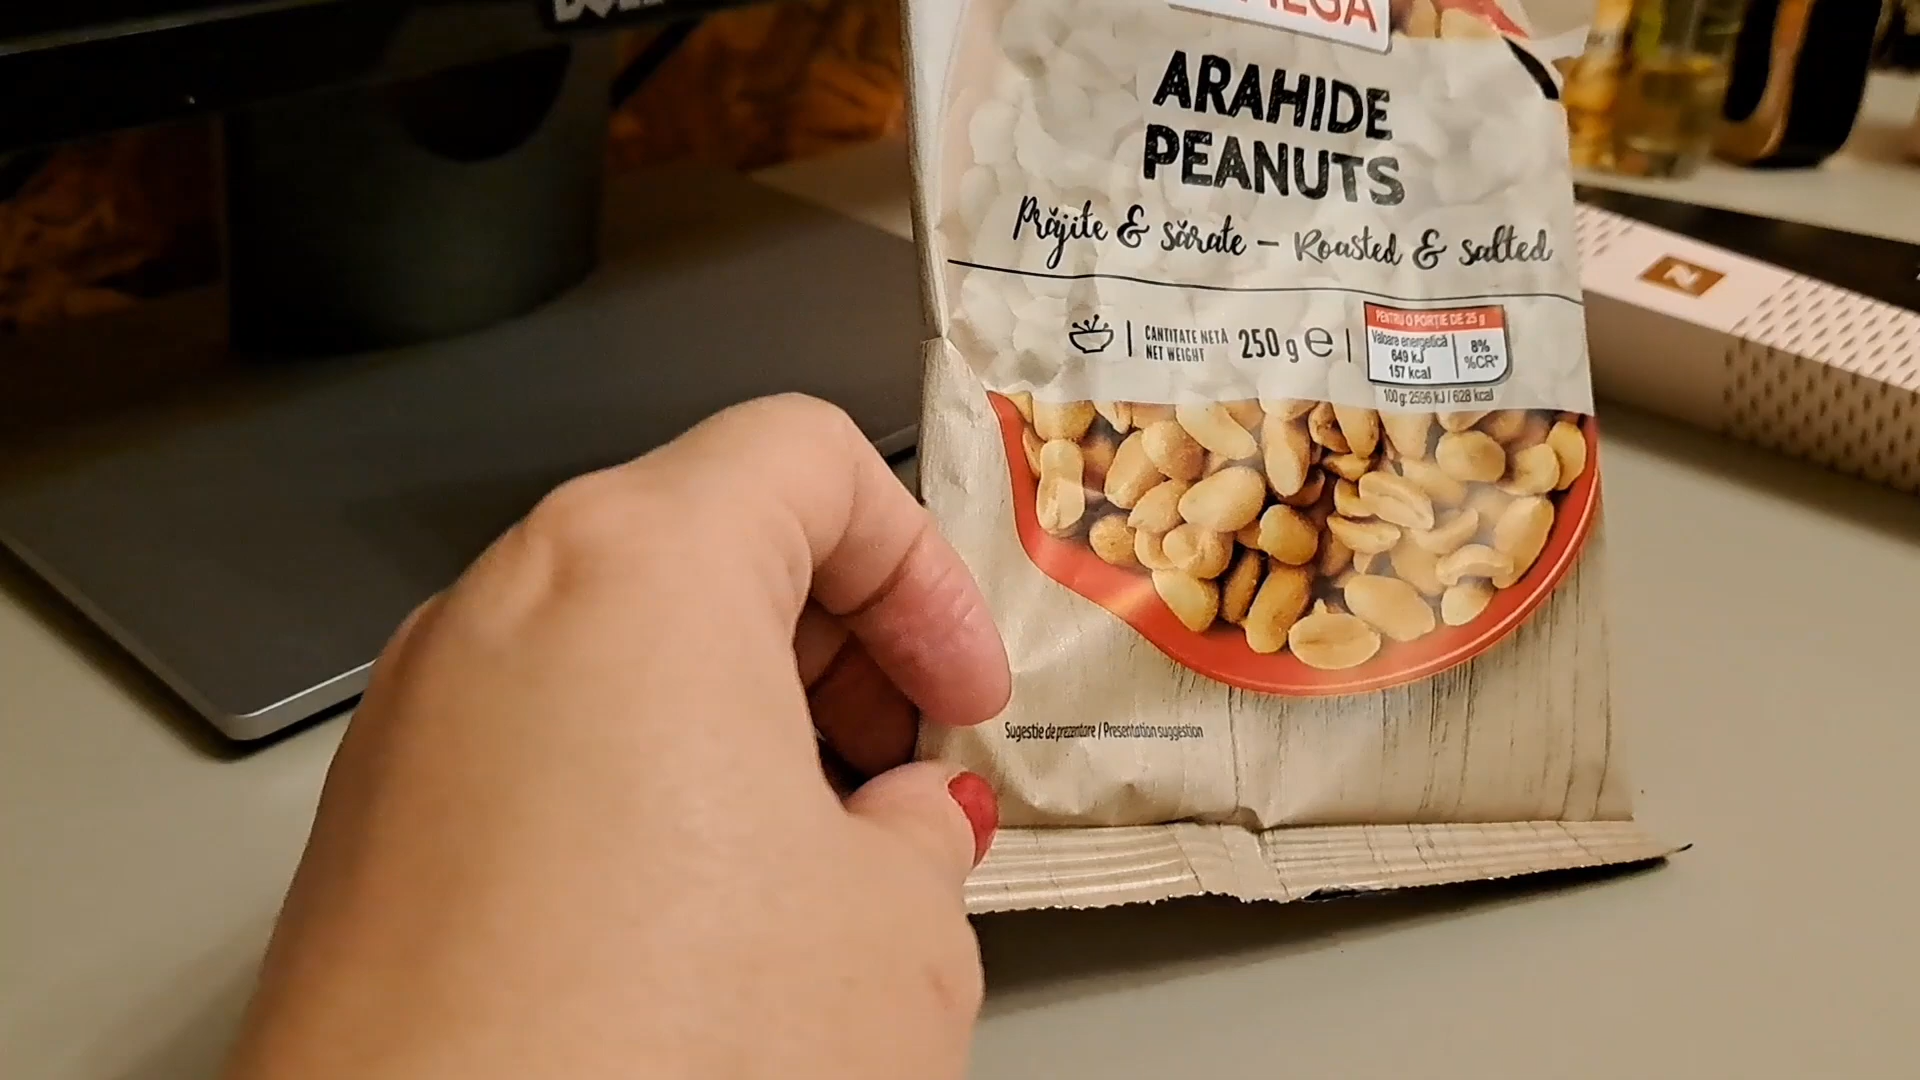 DELL
ARAHIDE
PEANUTS
Prăjite & sărate – Roasted & salted
CANTITATE NETĂ
NET WEIGHT
250 g e
PENTRU O PORȚIE DE 25 g
Valoare energetică
649 kJ
157 kcal
8%
%CR*
100 g: 2596 kJ / 628 kcal
Sugestie de prezentare / Presentation suggestion
N